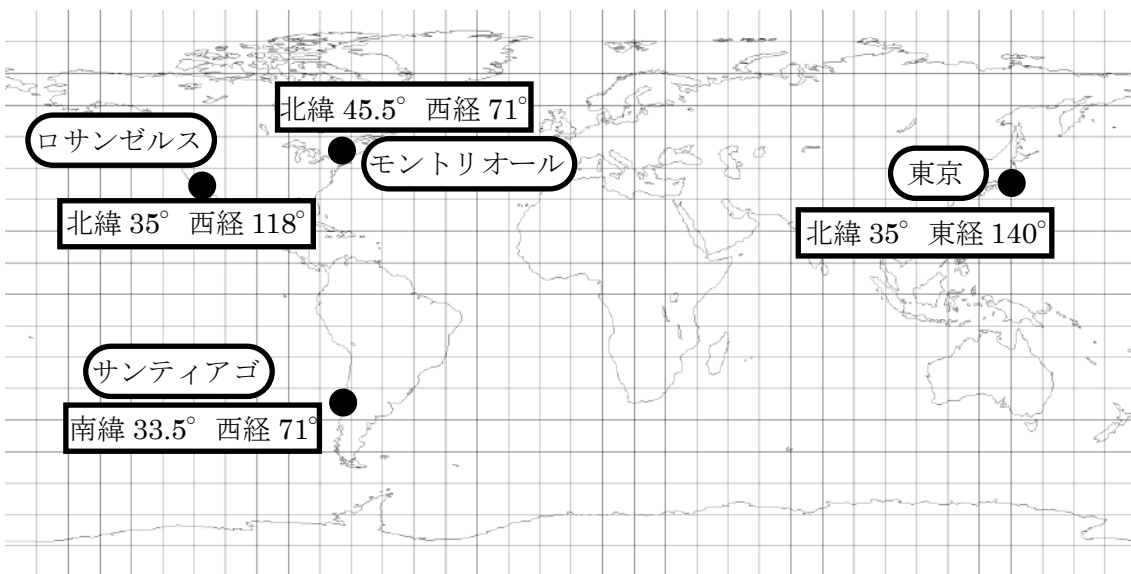 北緯 45.5° 西経 71°
ロサンゼルス
モントリオール
東京
北緯 35° 西経 118°
北緯 35° 東経 140°
サンティアゴ
南緯 33.5° 西経 71°